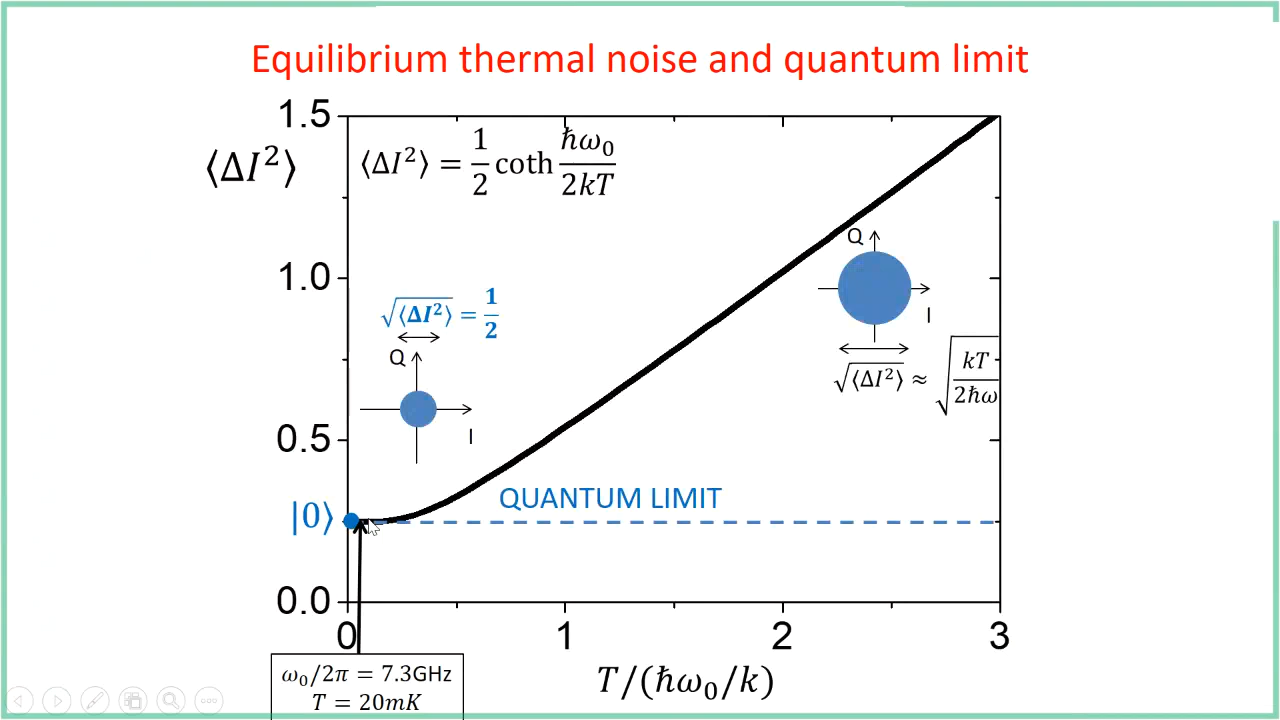 Equilibrium thermal noise and quantum limit
1.5
⟨ΔI²⟩
⟨ΔI²⟩ = 1/2 coth ħω₀/2kT
1.0
√⟨ΔI²⟩ = 1/2
Q
I
Q
I
√⟨ΔI²⟩ ≈ √kT/2ħω
0.5
QUANTUM LIMIT
|0⟩
0.0
0 1 2 3
T/(ħω₀/k)
ω₀/2π = 7.3GHz
T = 20mK